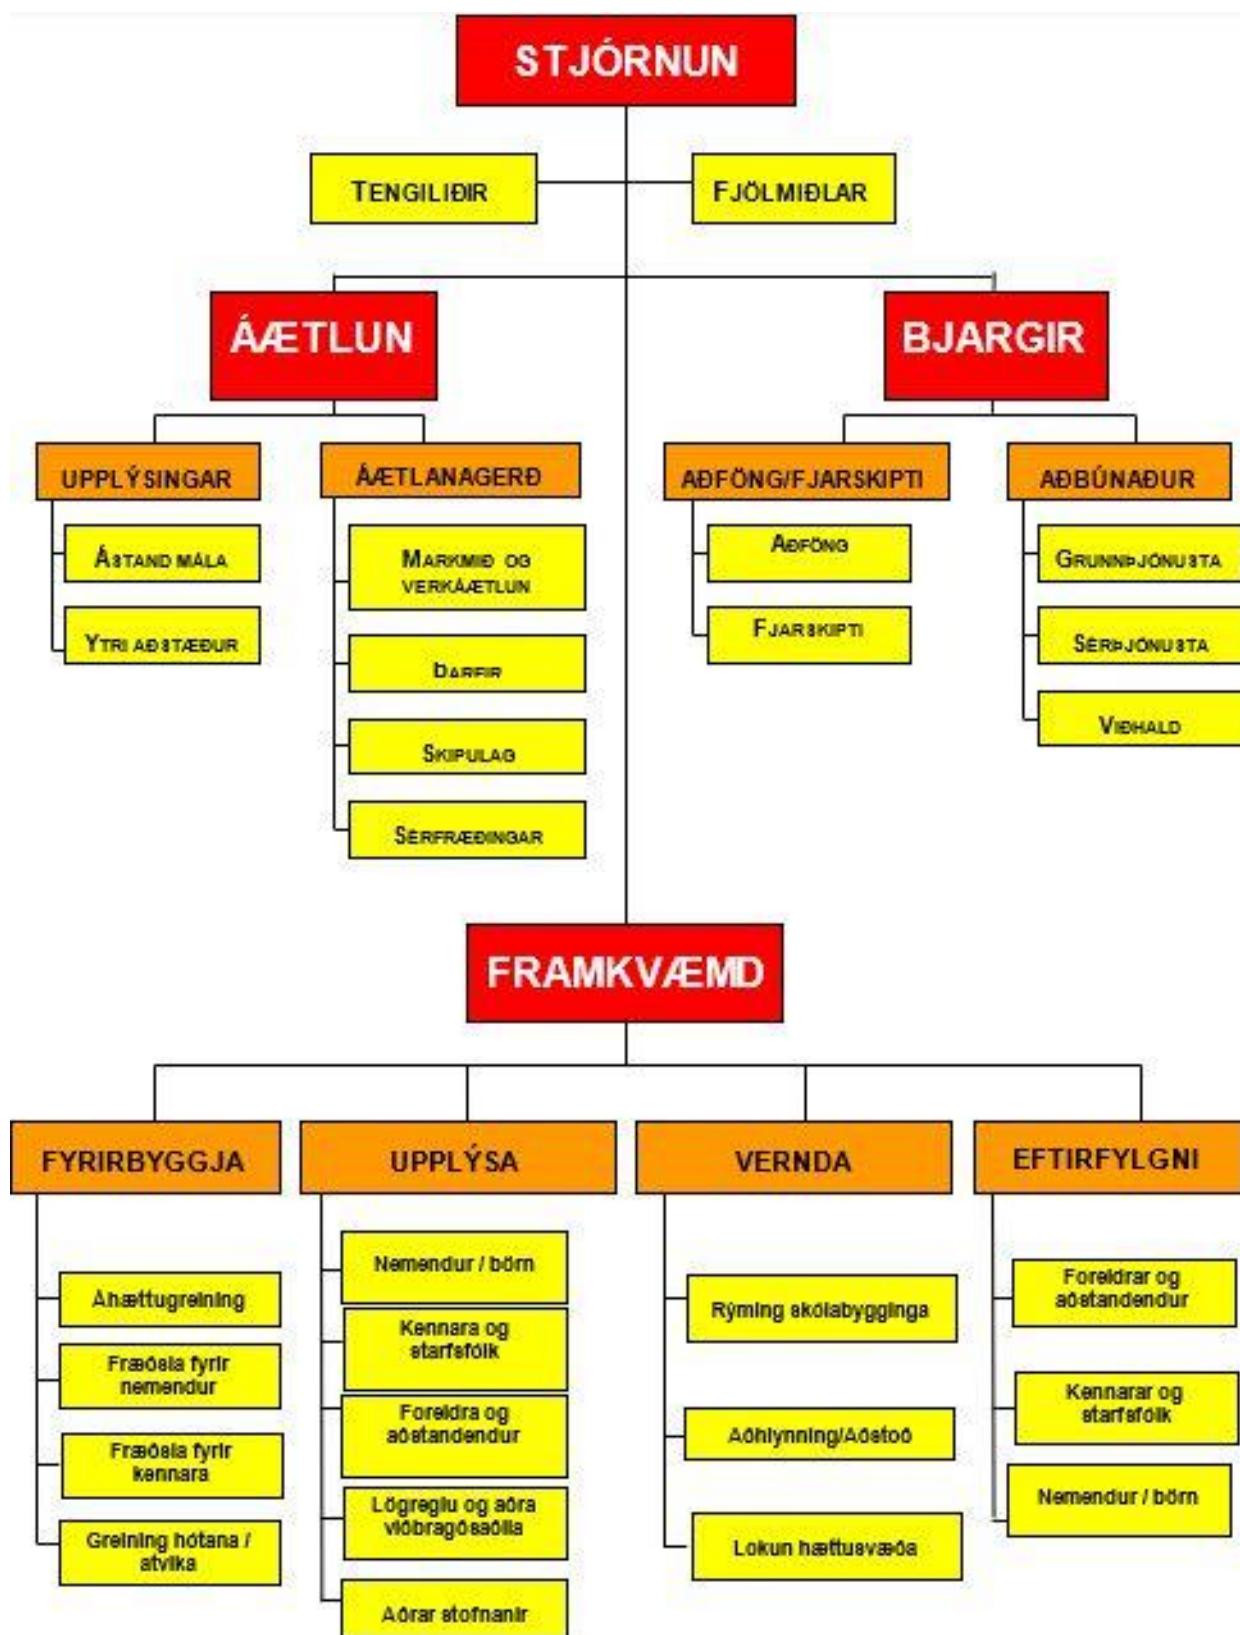 STJÓRNUN
TENGILIÐIR
FJÖLMIÐLAR
ÁÆTLUN
BJARGIR
UPPLÝSINGAR
ÁÆTLANAGERÐ
AÐFÖNG/FJARSKIPTI
AÐBÚNAÐUR
ÁSTAND MÁLA
YTRI AÐSTÆÐUR
MARKMIÐ OG
VERKÁÆTLUN
ÞARFIR
SKIPULAG
SÉRFRÆÐINGAR
AÐFÖNG
FJARSKIPTI
GRUNNÞJÓNUSTA
SÉRÞJÓNUSTA
VIÐHALD
FRAMKVÆMD
FYRIRBYGGJA
UPPLÝSA
VERNDA
EFTIRFYLGNI
Áhættugreining
Fræðsla fyrir
nemendur
Fræðsla fyrir
kennara
Greining hótana /
atvika
Nemendur / börn
Kennara og
starfsfólk
Foreldra og
aðstandendur
Lögreglu og aðra
viðbragðsaðila
Aðrar stofnanir
Rýming skólabygginga
Aðhlynning/Aðstoð
Lokun hættusvæða
Foreldrar og
aðstandendur
Kennarar og
starfsfólk
Nemendur / börn